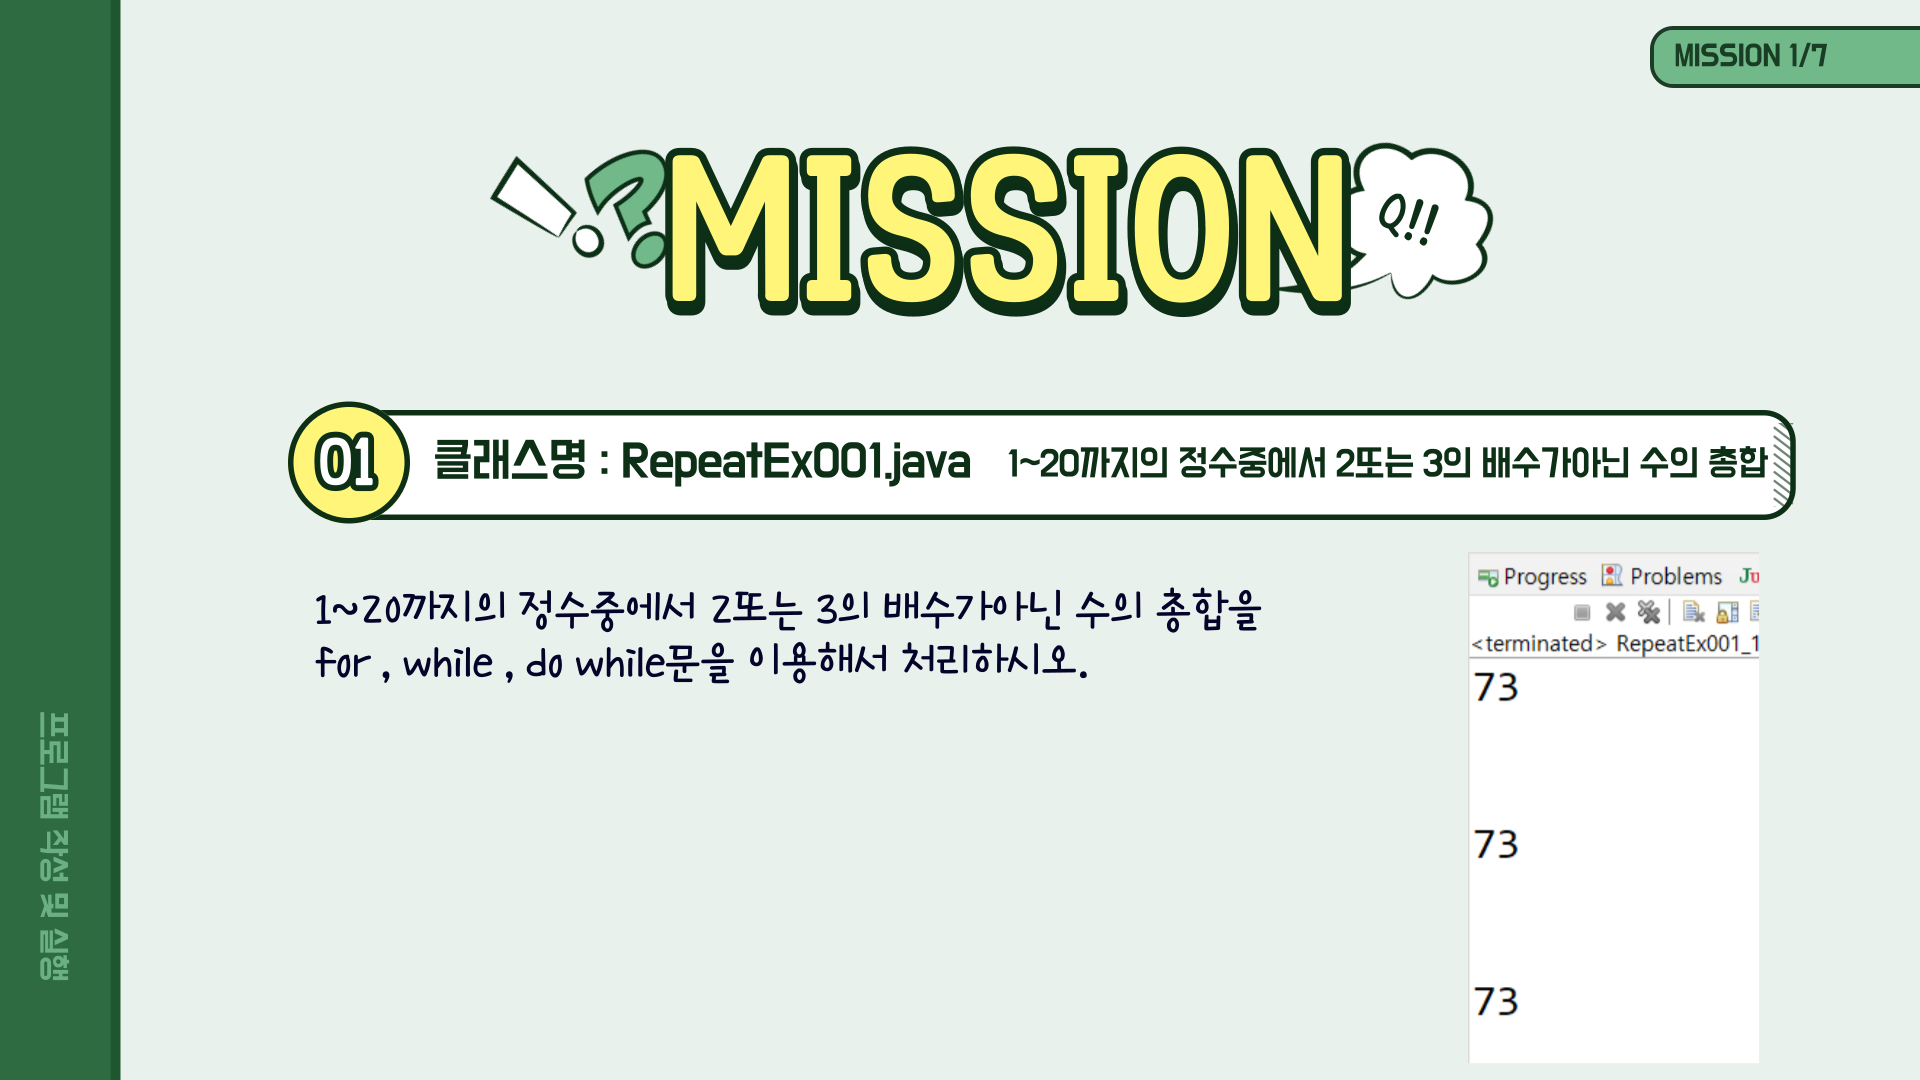 MISSION 1/7
MISSION
Q!!
01
클래스명 : RepeatEx001.java 1~20까지의 정수중에서 2또는 3의 배수가아닌 수의 총합
1~20까지의 정수중에서 2또는 3의 배수가아닌 수의 총합을
for , while , do while문을 이용해서 처리하시오.
Progress Problems Ju
<terminated> RepeatEx001_1
73
73
73
프로그램 작성 및 실행